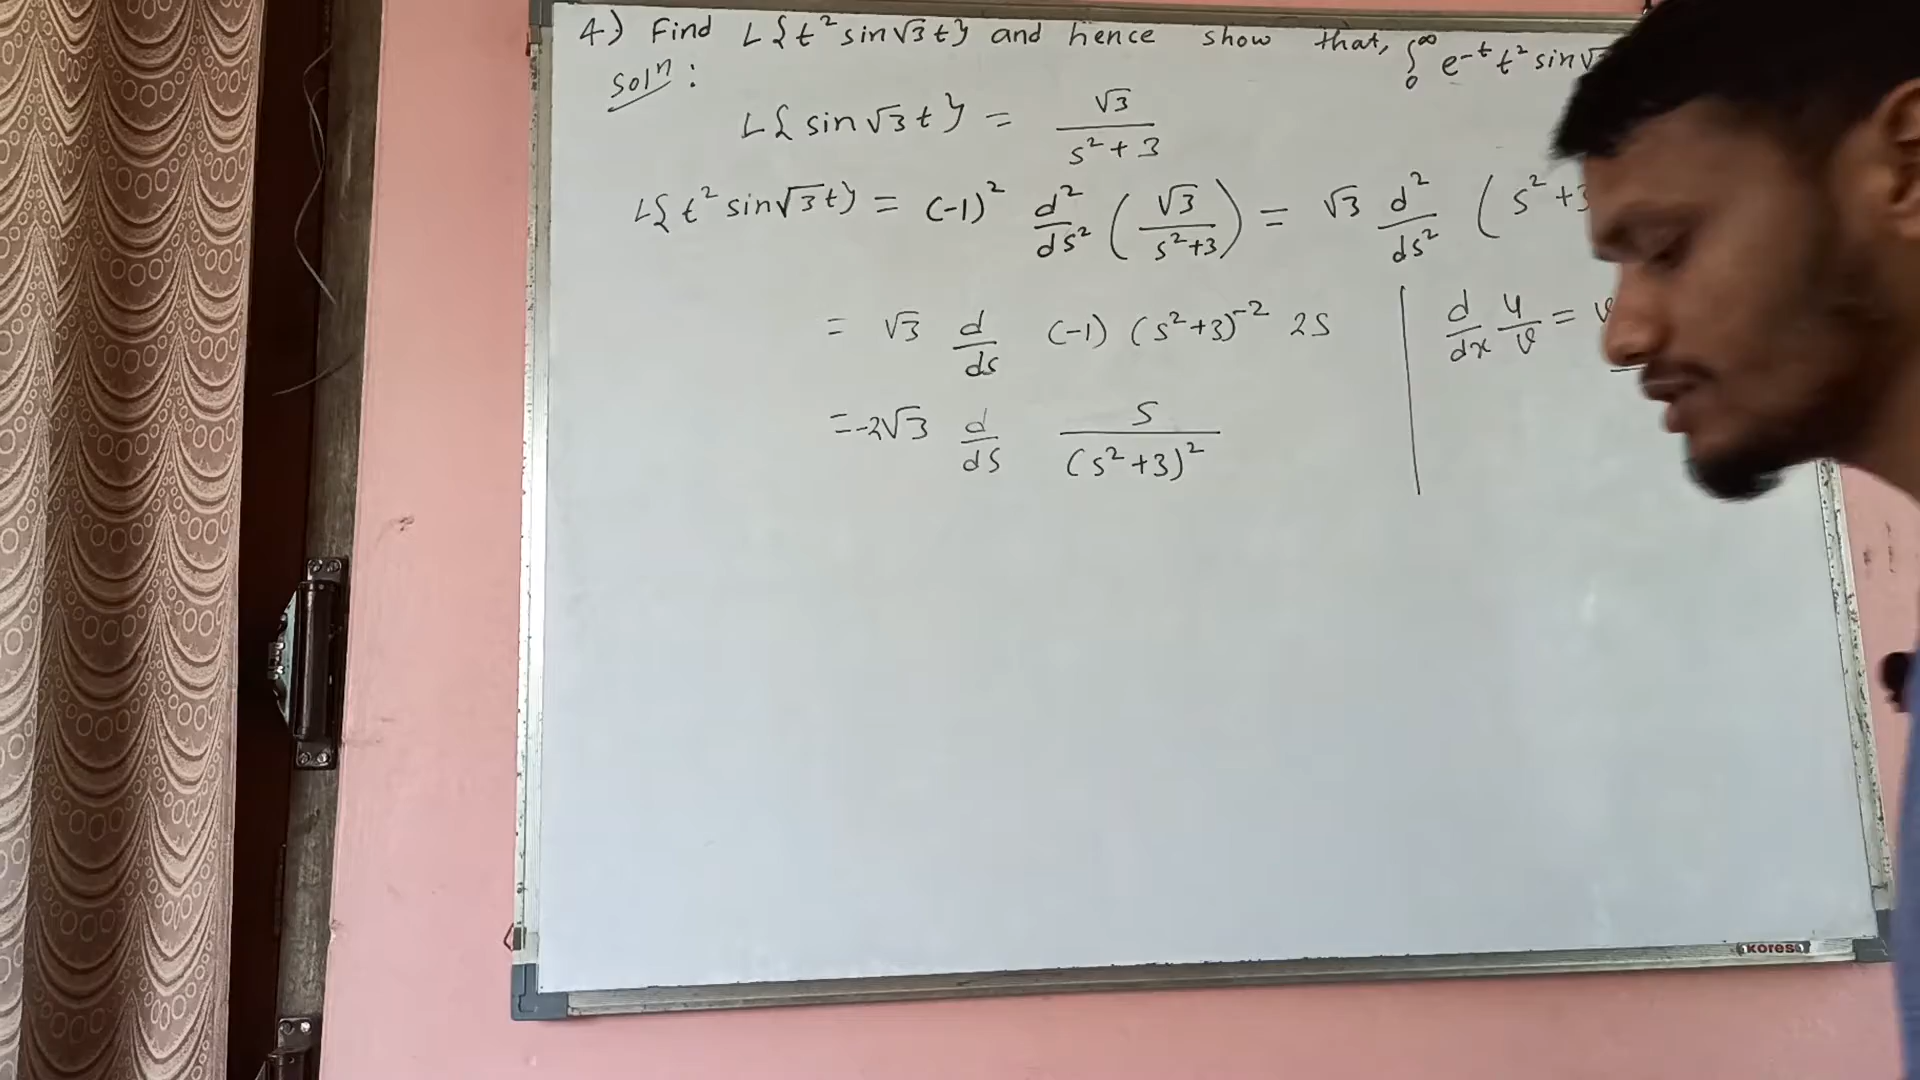 4) Find L{t² sin√3 t} and hence show that, ∫₀^∞ e^-t t² sin√
Solⁿ :
L{ sin √3 t } = √3 / s² + 3
L{ t² sin√3 t} = (-1)² d²/ds² ( √3 / s²+3 ) = √3 d²/ds² ( s² +3
= √3 d/ds (-1) (s²+3)^-2 2s
d/dx u/v = v
= -2√3 d/ds s / (s²+3)²
kores